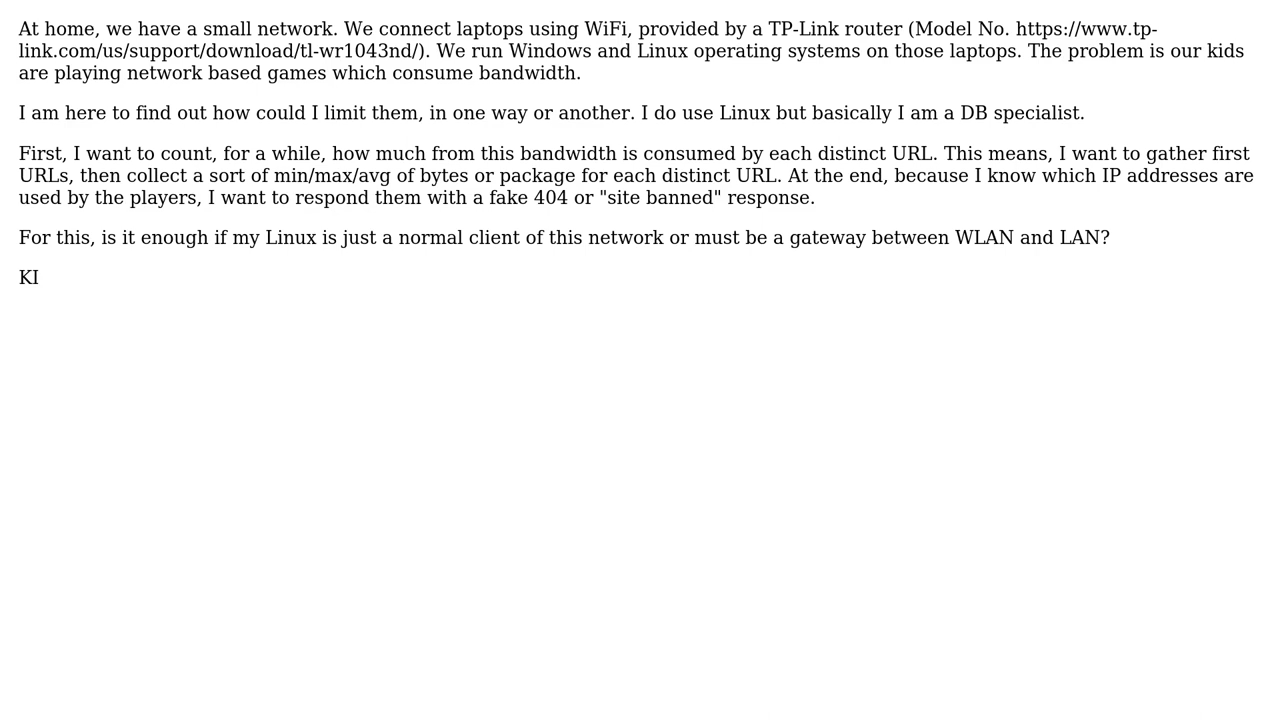 At home, we have a small network. We connect laptops using WiFi, provided by a TP-Link router (Model No. https://www.tp-
link.com/us/support/download/tl-wr1043nd/). We run Windows and Linux operating systems on those laptops. The problem is our kids
are playing network based games which consume bandwidth.
I am here to find out how could I limit them, in one way or another. I do use Linux but basically I am a DB specialist.
First, I want to count, for a while, how much from this bandwidth is consumed by each distinct URL. This means, I want to gather first
URLs, then collect a sort of min/max/avg of bytes or package for each distinct URL. At the end, because I know which IP addresses are
used by the players, I want to respond them with a fake 404 or "site banned" response.
For this, is it enough if my Linux is just a normal client of this network or must be a gateway between WLAN and LAN?
KI